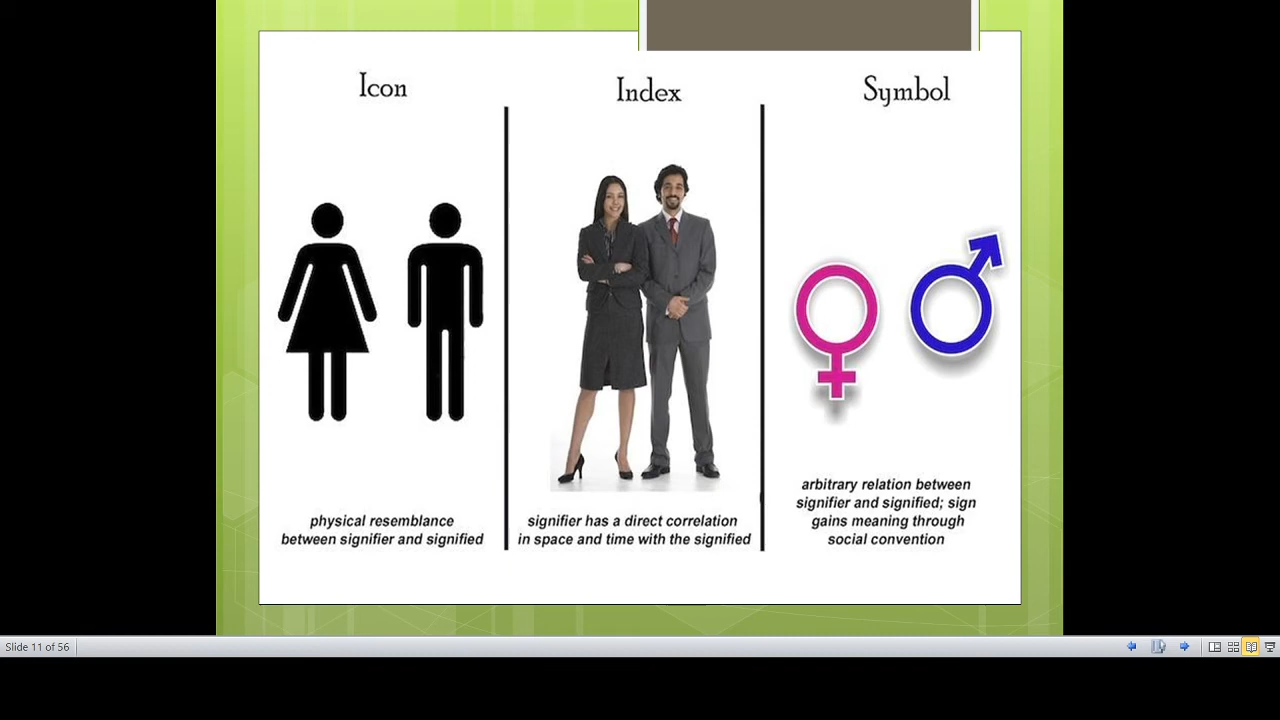 Icon
Index
Symbol
physical resemblance
between signifier and signified
signifier has a direct correlation
in space and time with the signified
arbitrary relation between
signifier and signified; sign
gains meaning through
social convention
Slide 11 of 56